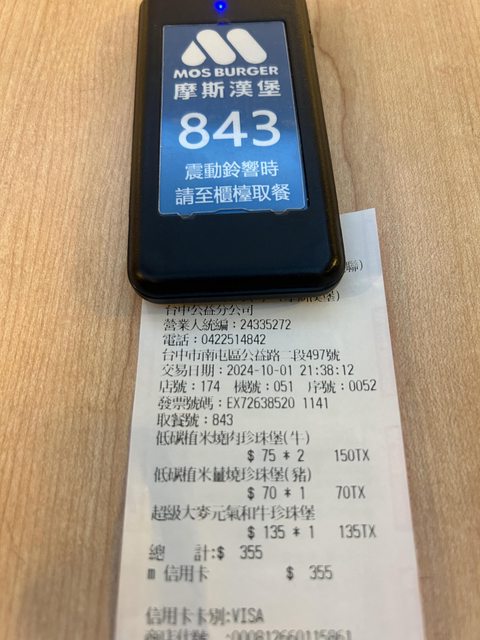 MOS BURGER
摩斯漢堡
843
震動鈴響時
請至櫃檯取餐
聯)
台中公益分公司
營業人統編:24335272
電話:0422514842
台中市南屯區公益路二段497號
交易日期:2024-10-01 21:38:12
店號:174 機號:051 序號:0052
發票號碼:EX72638520 1141
取餐號:843
低碳植米燒肉珍珠堡(牛)
$ 75 * 2 150TX
低碳植米薑燒珍珠堡(豬)
$ 70 * 1 70TX
超級大麥元氣和牛珍珠堡
$ 135 * 1 135TX
總 計:$ 355
m 信用卡 $ 355
信用卡卡別:VISA
:000812660115861